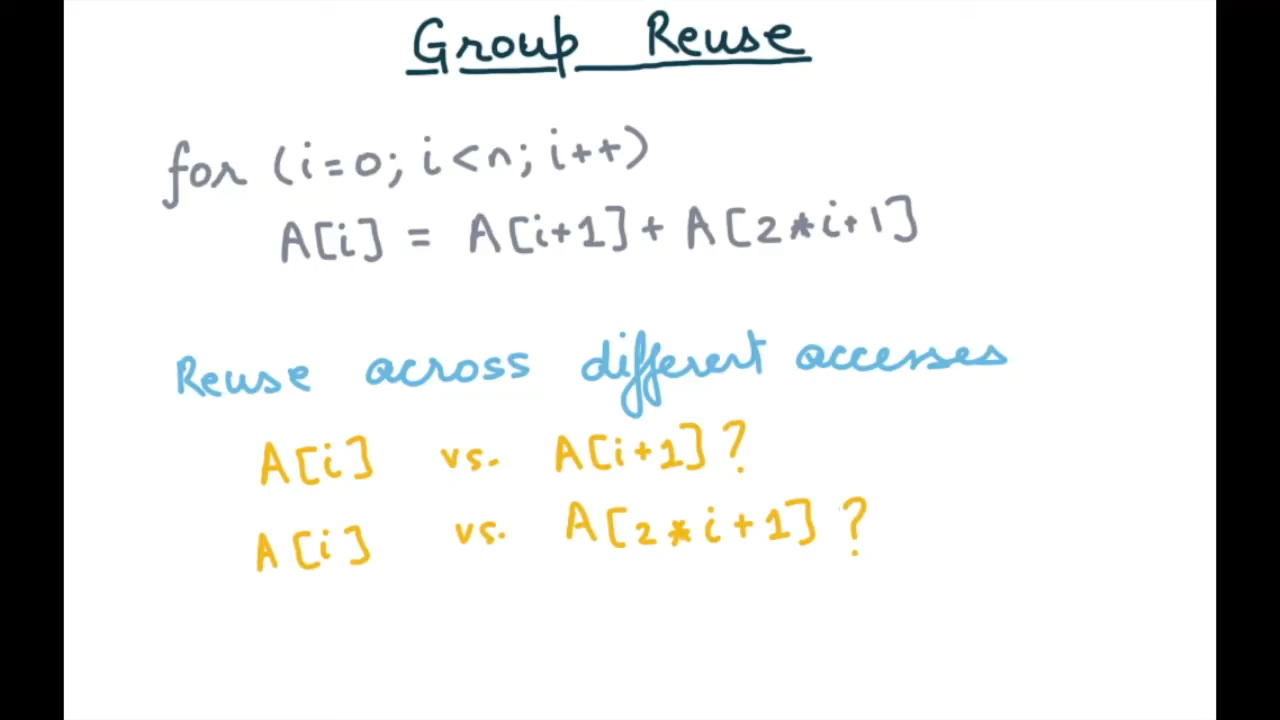 Group Reuse
for (i=0; i<n; i++)
A[i] = A[i+1] + A[2*i+1]
Reuse across different accesses
A[i] vs. A[i+1]?
A[i] vs. A[2*i+1]?